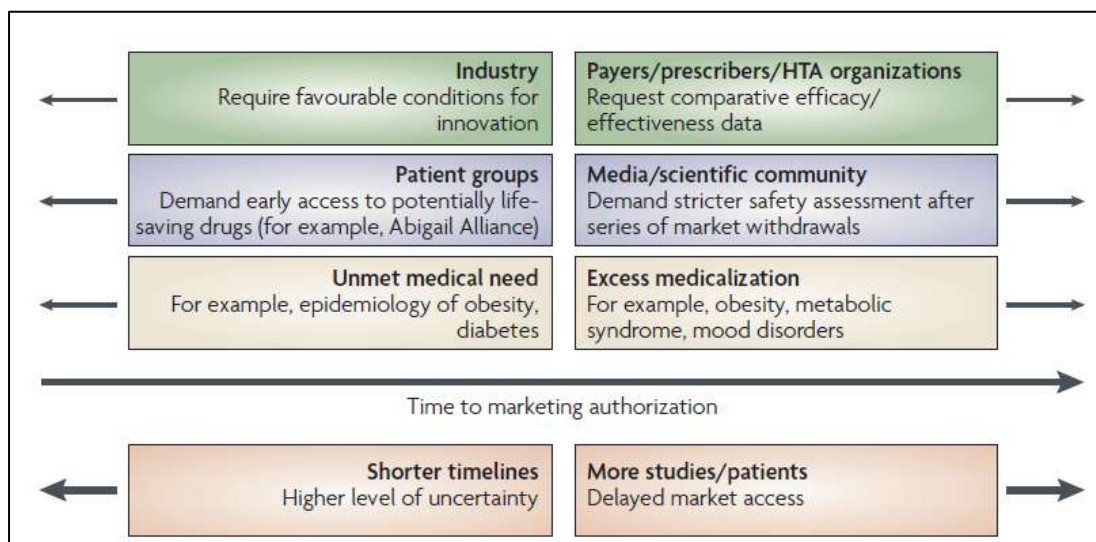 Industry
Require favourable conditions for
innovation
Payers/prescribers/HTA organizations
Request comparative efficacy/
effectiveness data
Patient groups
Demand early access to potentially life-
saving drugs (for example, Abigail Alliance)
Media/scientific community
Demand stricter safety assessment after
series of market withdrawals
Unmet medical need
For example, epidemiology of obesity,
diabetes
Excess medicalization
For example, obesity, metabolic
syndrome, mood disorders
Time to marketing authorization
Shorter timelines
Higher level of uncertainty
More studies/patients
Delayed market access